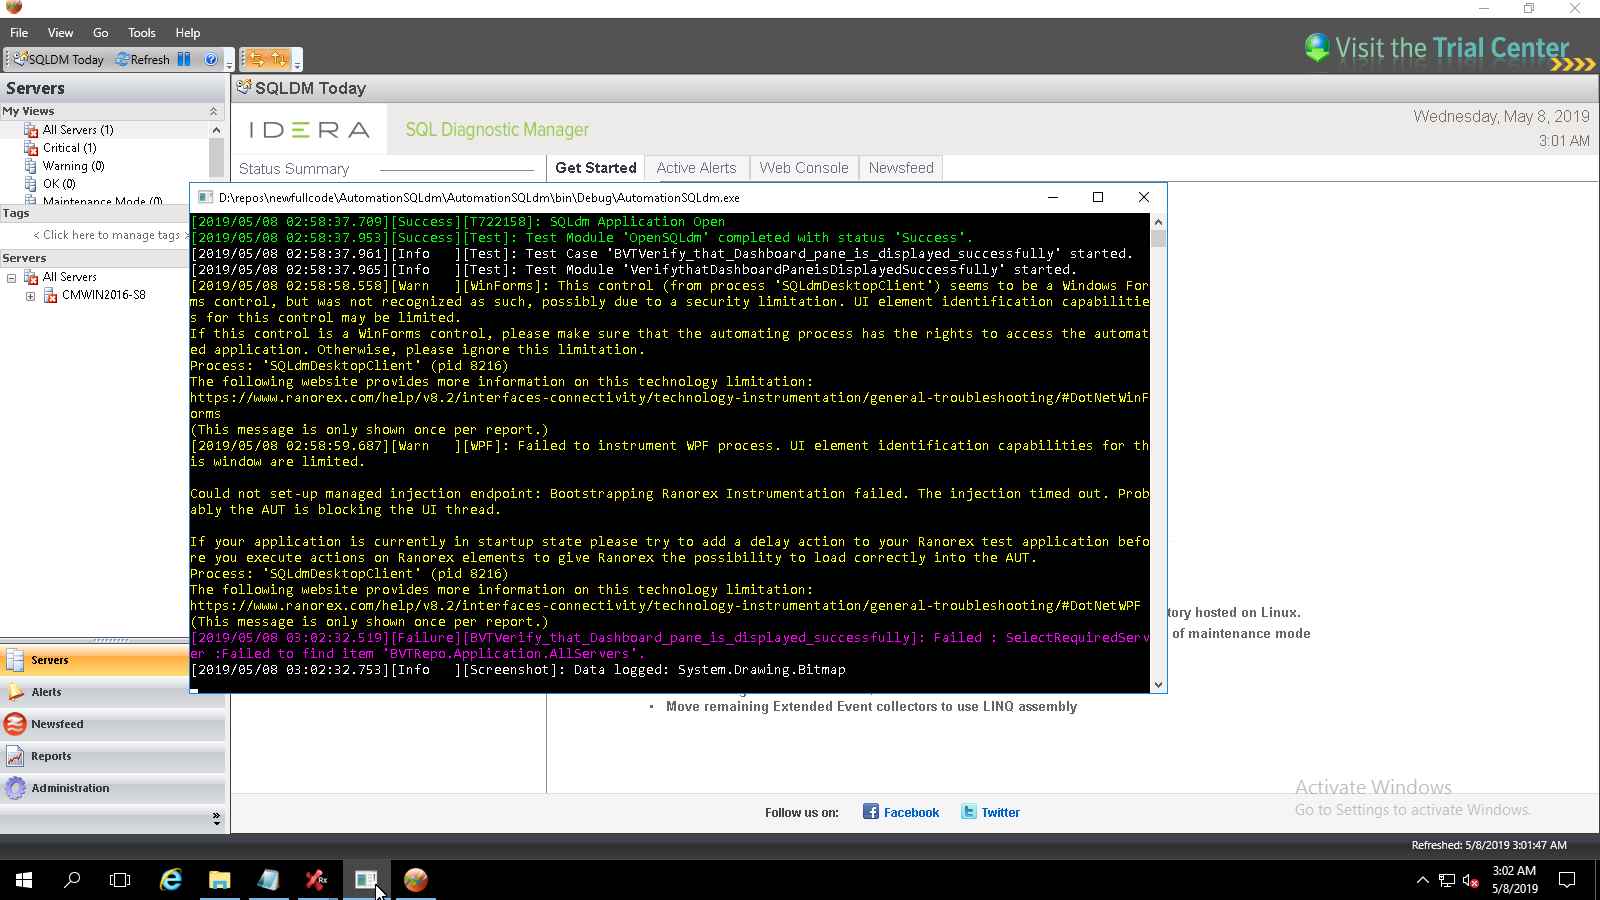 File View Go Tools Help
Visit the Trial Center
SQLDM Today Refresh
Servers
My Views
All Servers (1)
Critical (1)
Warning (0)
OK (0)
Maintenance Mode (0)
Tags
< Click here to manage tags >
Servers
All Servers
CMWIN2016-S8
Servers
Alerts
Newsfeed
Reports
Administration
SQLDM Today
IDERA
SQL Diagnostic Manager
Wednesday, May 8, 2019
3:01 AM
Status Summary
Get Started Active Alerts Web Console Newsfeed
D:\repos\newfullcode\AutomationSQLdm\AutomationSQLdm\bin\Debug\AutomationSQLdm.exe
[2019/05/08 02:58:37.709][Success][T722158]: SQLdm Application Open
[2019/05/08 02:58:37.953][Success][Test]: Test Module 'OpenSQLdm' completed with status 'Success'.
[2019/05/08 02:58:37.961][Info   ][Test]: Test Case 'BVTVerify_that_Dashboard_pane_is_displayed_successfully' started.
[2019/05/08 02:58:37.965][Info   ][Test]: Test Module 'VerifythatDashboardPaneisDisplayedSuccessfully' started.
[2019/05/08 02:58:58.558][Warn   ][WinForms]: This control (from process 'SQLdmDesktopClient') seems to be a Windows For
ms control, but was not recognized as such, possibly due to a security limitation. UI element identification capabilitie
s for this control may be limited.
If this control is a WinForms control, please make sure that the automating process has the rights to access the automat
ed application. Otherwise, please ignore this limitation.
Process: 'SQLdmDesktopClient' (pid 8216)
The following website provides more information on this technology limitation:
https://www.ranorex.com/help/v8.2/interfaces-connectivity/technology-instrumentation/general-troubleshooting/#DotNetWinF
orms
(This message is only shown once per report.)
[2019/05/08 02:58:59.687][Warn   ][WPF]: Failed to instrument WPF process. UI element identification capabilities for th
is window are limited.
Could not set-up managed injection endpoint: Bootstrapping Ranorex Instrumentation failed. The injection timed out. Prob
ably the AUT is blocking the UI thread.
If your application is currently in startup state please try to add a delay action to your Ranorex test application befo
re you execute actions on Ranorex elements to give Ranorex the possibility to load correctly into the AUT.
Process: 'SQLdmDesktopClient' (pid 8216)
The following website provides more information on this technology limitation:
https://www.ranorex.com/help/v8.2/interfaces-connectivity/technology-instrumentation/general-troubleshooting/#DotNetWPF
(This message is only shown once per report.)
[2019/05/08 03:02:32.519][Failure][BVTVerify_that_Dashboard_pane_is_displayed_successfully]: Failed : SelectRequiredServ
er :Failed to find item 'BVTRepo.Application.AllServers'.
[2019/05/08 03:02:32.753][Info   ][Screenshot]: Data logged: System.Drawing.Bitmap
tory hosted on Linux.
of maintenance mode
• Move remaining Extended Event collectors to use LINQ assembly
Activate Windows
Go to Settings to activate Windows.
Follow us on: Facebook Twitter
Refreshed: 5/8/2019 3:01:47 AM
3:02 AM
5/8/2019